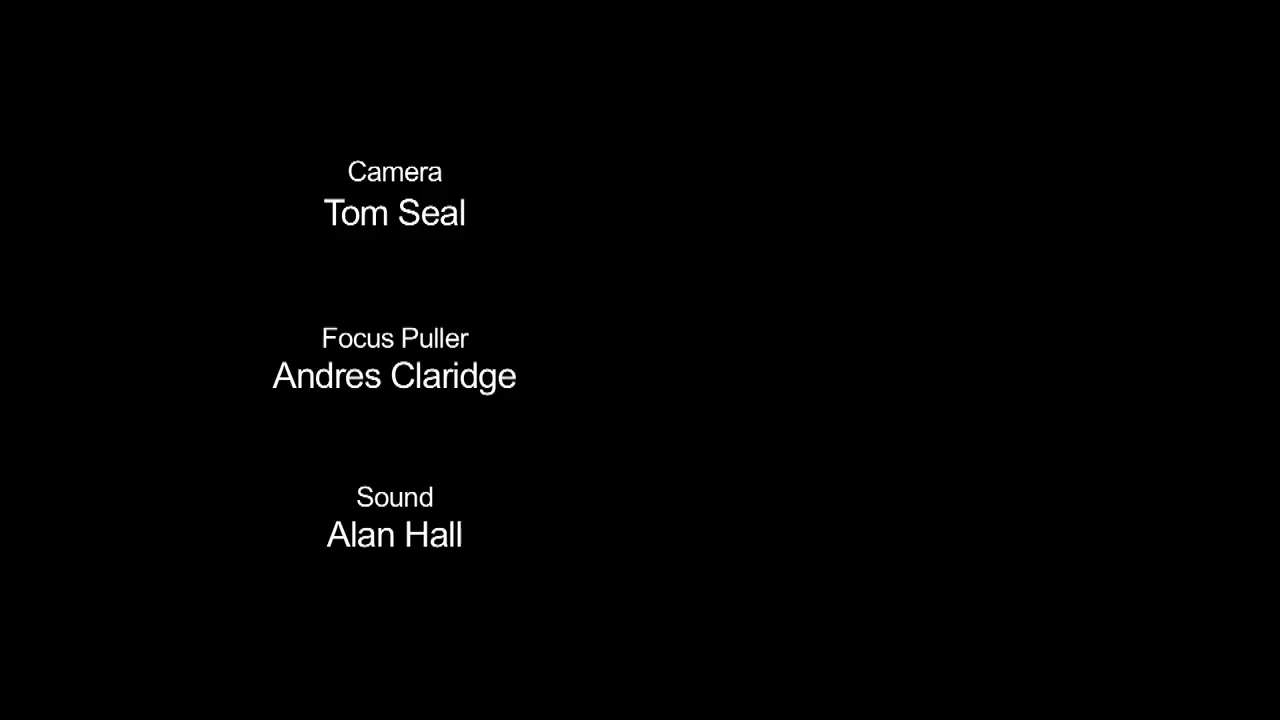 Camera
Tom Seal
Focus Puller
Andres Claridge
Sound
Alan Hall